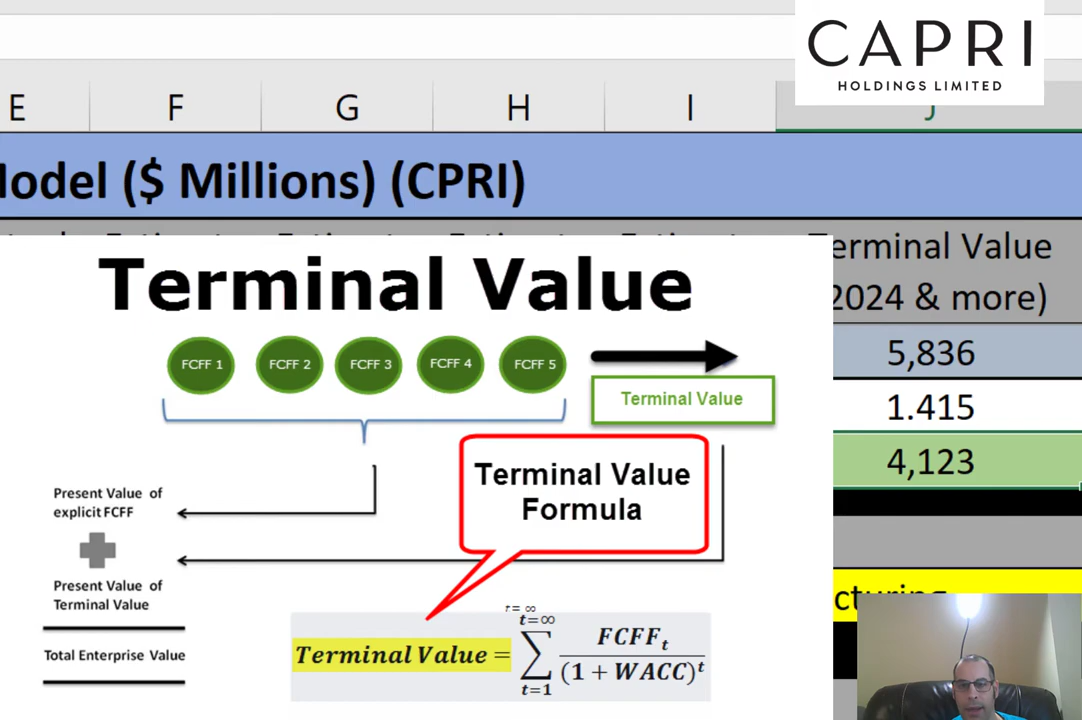 CAPRI
HOLDINGS LIMITED
E F G H I J
Model ($ Millions) (CPRI)
Terminal Value
Terminal Value
2024 & more)
FCFF 1 FCFF 2 FCFF 3 FCFF 4 FCFF 5
5,836
Terminal Value
1.415
4,123
Terminal Value
Formula
Present Value of
explicit FCFF
Present Value of
Terminal Value
Total Enterprise Value
t=∞
t=∞
Terminal Value = ∑ FCFFt
(1 + WACC)^t
t=1
cturing